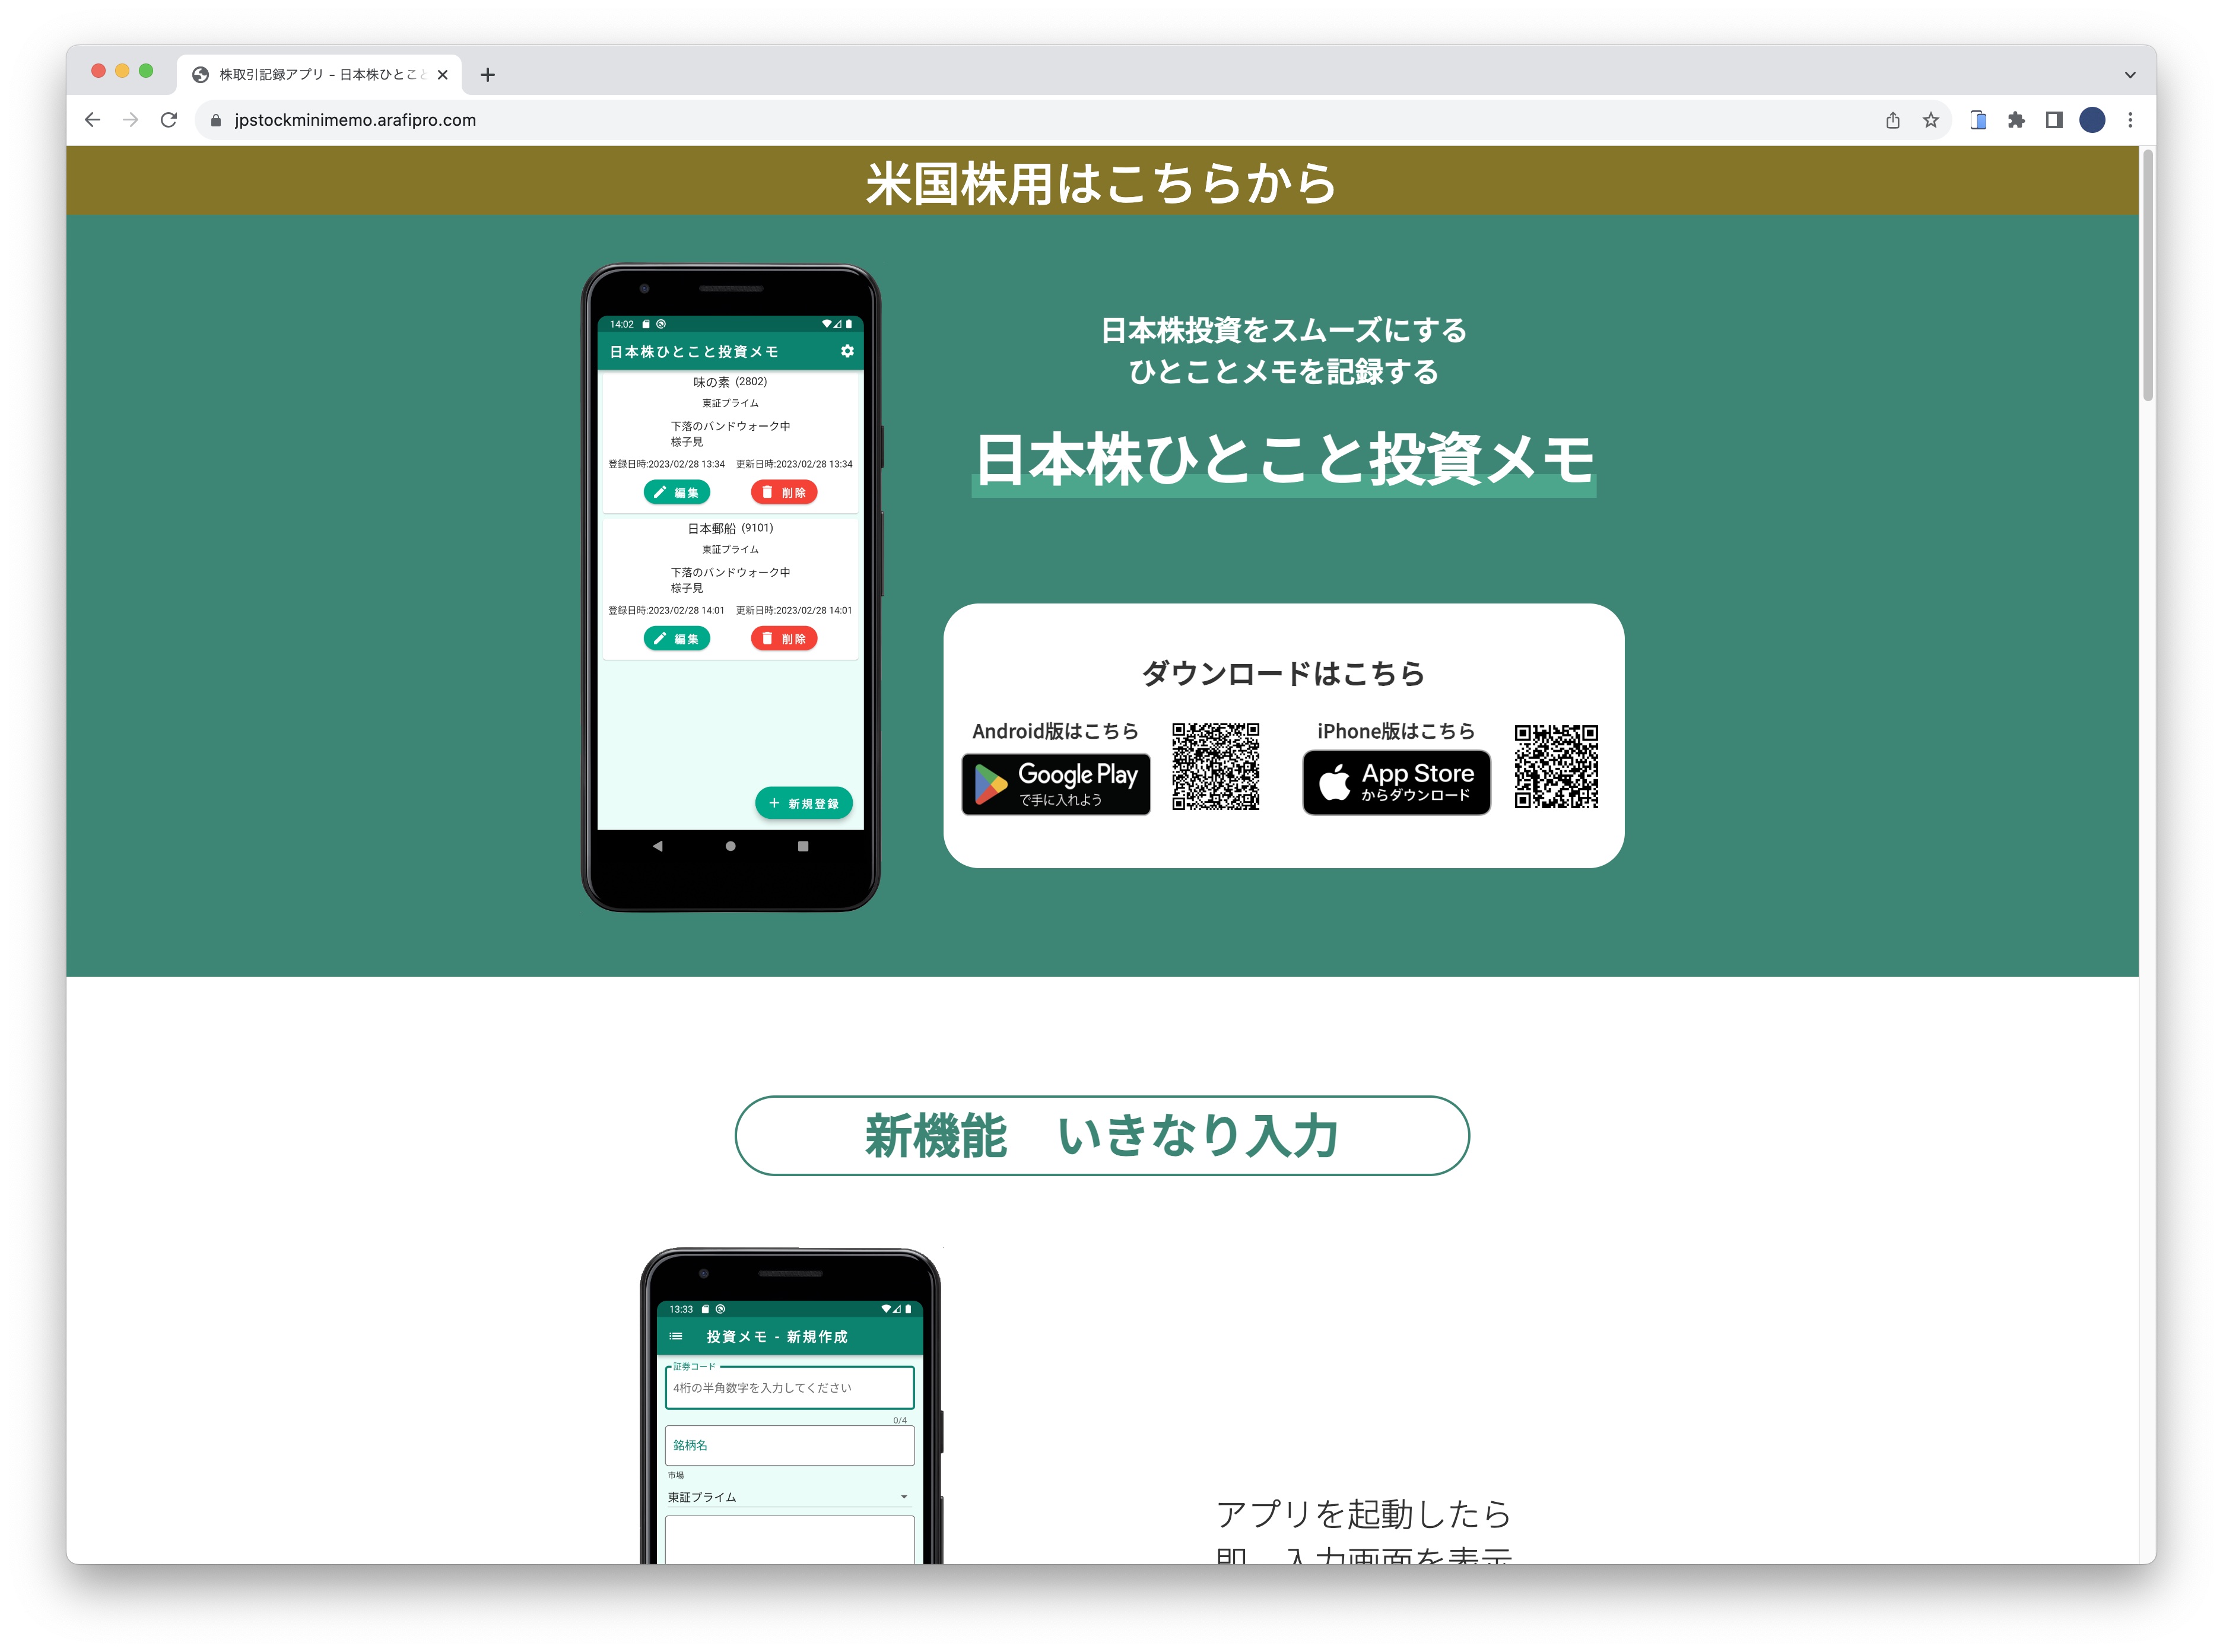 株取引記録アプリ - 日本株ひとこと
jpstockminimemo.arafipro.com
米国株用はこちらから
14:02
日本株ひとこと投資メモ
味の素 (2802)
東証プライム
下落のバンドウォーク中
様子見
登録日時:2023/02/28 13:34 更新日時:2023/02/28 13:34
編集 削除
日本郵船 (9101)
東証プライム
下落のバンドウォーク中
様子見
登録日時:2023/02/28 14:01 更新日時:2023/02/28 14:01
編集 削除
+ 新規登録
日本株投資をスムーズにする
ひとことメモを記録する
日本株ひとこと投資メモ
ダウンロードはこちら
Android版はこちら
Google Play
で手に入れよう
iPhone版はこちら
App Store
からダウンロード
新機能　いきなり入力
13:33
投資メモ - 新規作成
証券コード
4桁の半角数字を入力してください
0/4
銘柄名
市場
東証プライム
アプリを起動したら
即、入力画面を表示